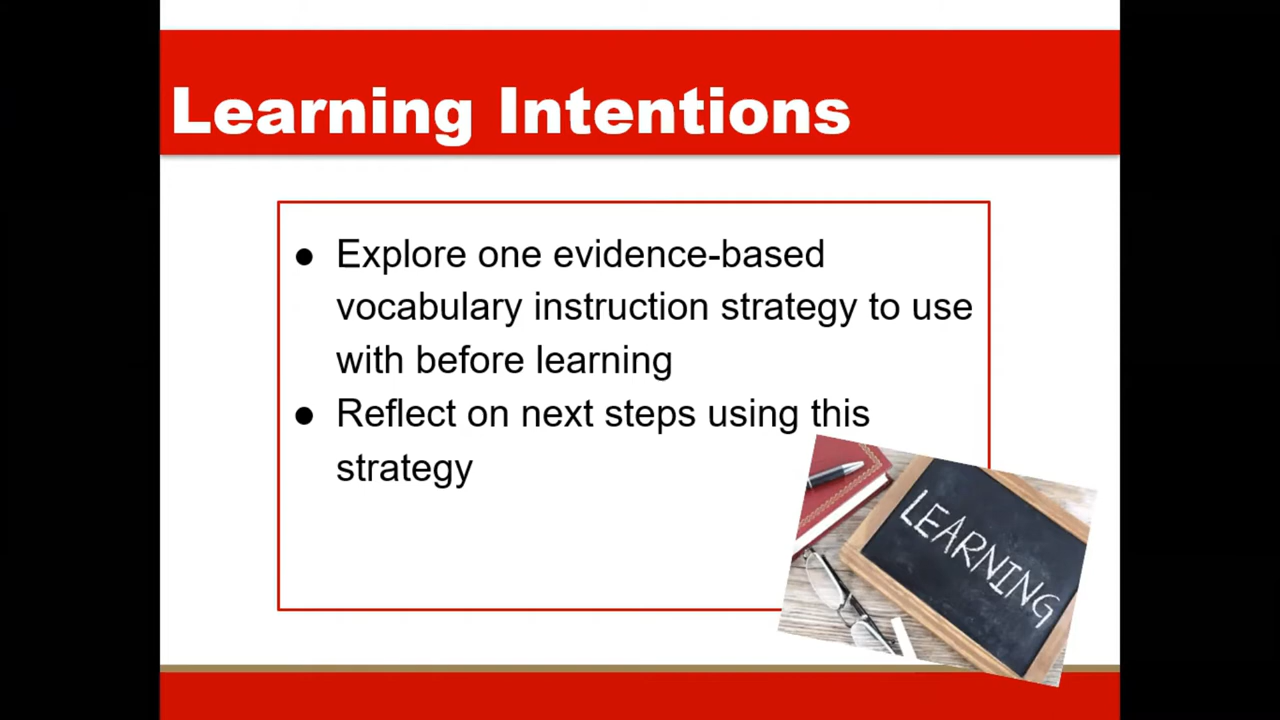 Learning Intentions
● Explore one evidence-based
vocabulary instruction strategy to use
with before learning
● Reflect on next steps using this
strategy
LEARNING